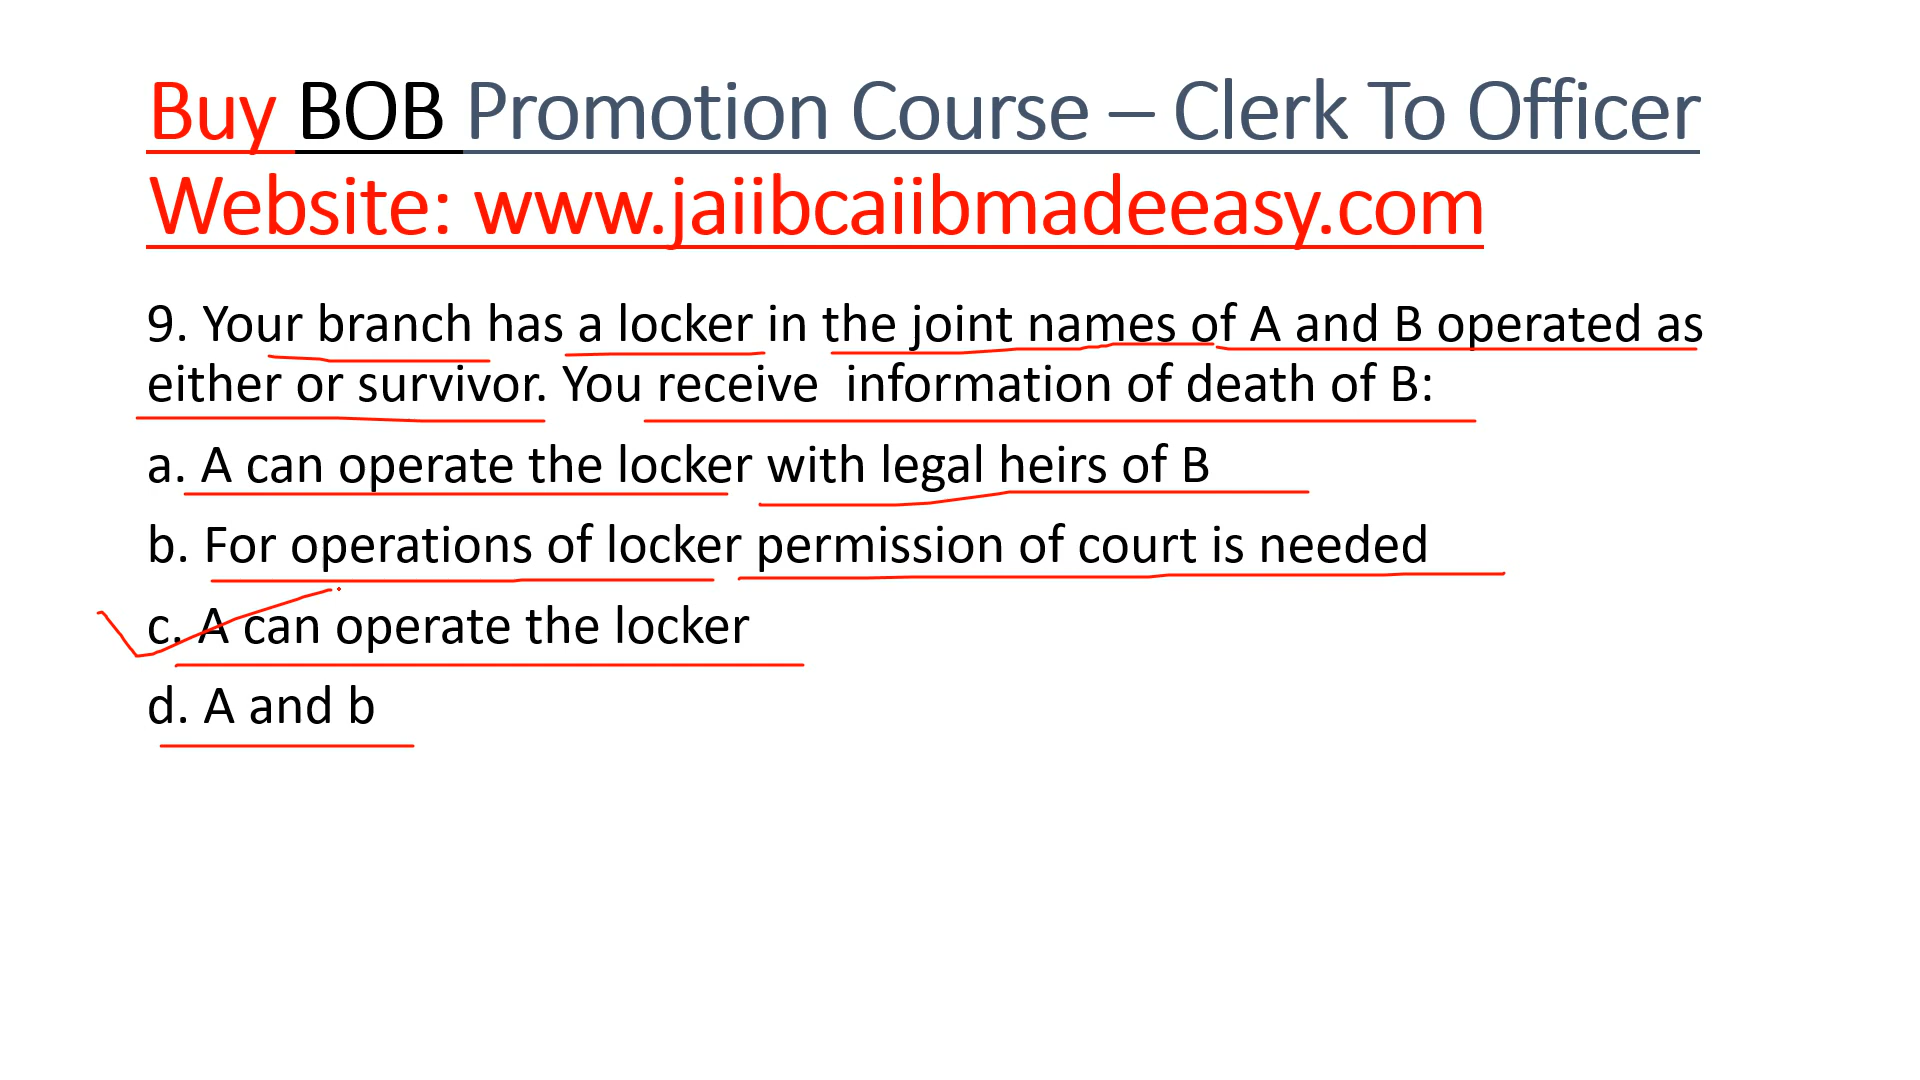 Buy BOB Promotion Course – Clerk To Officer
Website: www.jaiibcaiibmadeeasy.com
9. Your branch has a locker in the joint names of A and B operated as
either or survivor. You receive  information of death of B:
a. A can operate the locker with legal heirs of B
b. For operations of locker permission of court is needed
c. A can operate the locker
d. A and b